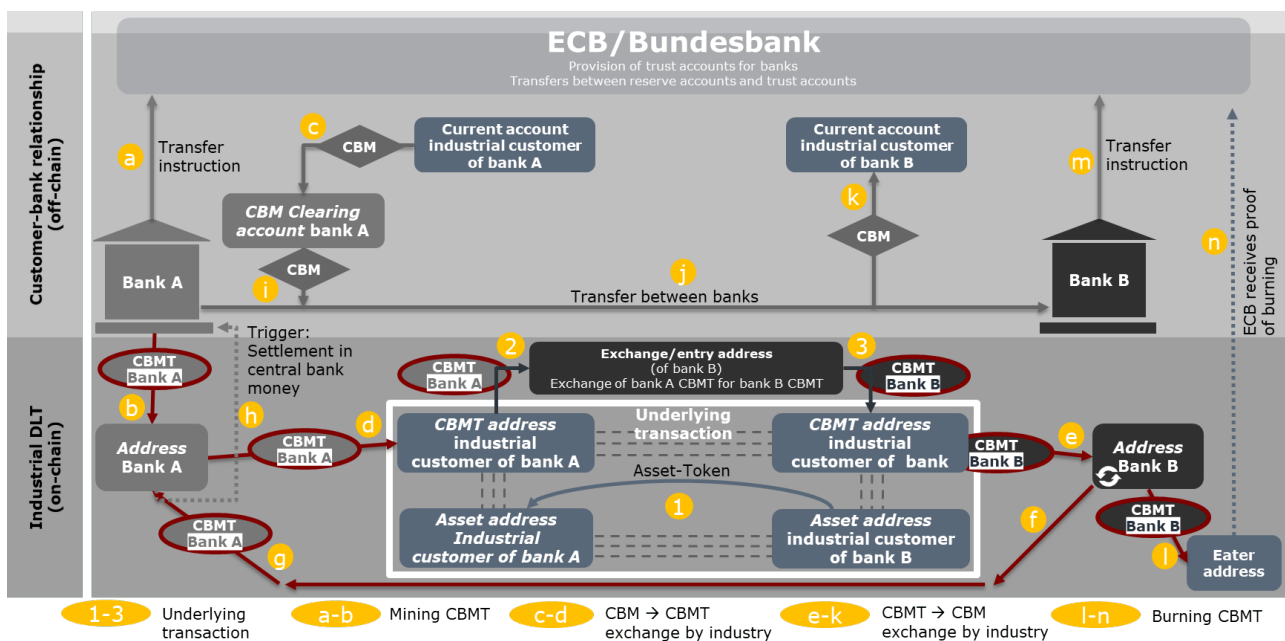 ECB/Bundesbank
Provision of trust accounts for banks
Transfers between reserve accounts and trust accounts
Customer-bank relationship
(off-chain)
a
Transfer
instruction
c
CBM
Current account
industrial customer
of bank A
CBM Clearing
account bank A
CBM
i
Bank A
Current account
industrial customer
of bank B
k
CBM
j
Transfer between banks
m
Transfer
instruction
Bank B
n
ECB receives proof
of burning
Industrial DLT
(on-chain)
CBMT
Bank A
b
Address
Bank A
Trigger:
Settlement in
central bank
money
h
CBMT
Bank A
d
CBMT
Bank A
g
CBMT
Bank A
2
Exchange/entry address
(of bank B)
Exchange of bank A CBMT for bank B CBMT
3
CBMT
Bank B
CBMT address
industrial
customer of bank A
Underlying
transaction
CBMT address
industrial
customer of bank
Asset-Token
1
Asset address
Industrial
customer of bank A
Asset address
industrial customer
of bank B
CBMT
Bank B
e
Address
Bank B
f
CBMT
Bank B
l
Eater
address
1-3
Underlying
transaction
a-b
Mining CBMT
c-d
CBM → CBMT
exchange by industry
e-k
CBMT → CBM
exchange by industry
l-n
Burning CBMT